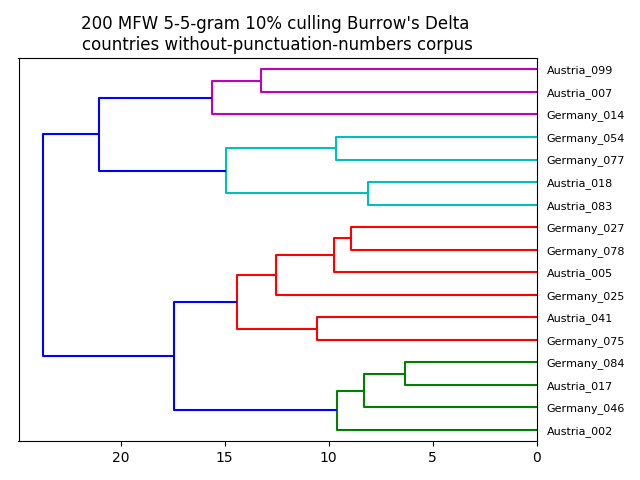 200 MFW 5-5-gram 10% culling Burrow's Delta
countries without-punctuation-numbers corpus
Austria_099
Austria_007
Germany_014
Germany_054
Germany_077
Austria_018
Austria_083
Germany_027
Germany_078
Austria_005
Germany_025
Austria_041
Germany_075
Germany_084
Austria_017
Germany_046
Austria_002
20 15 10 5 0